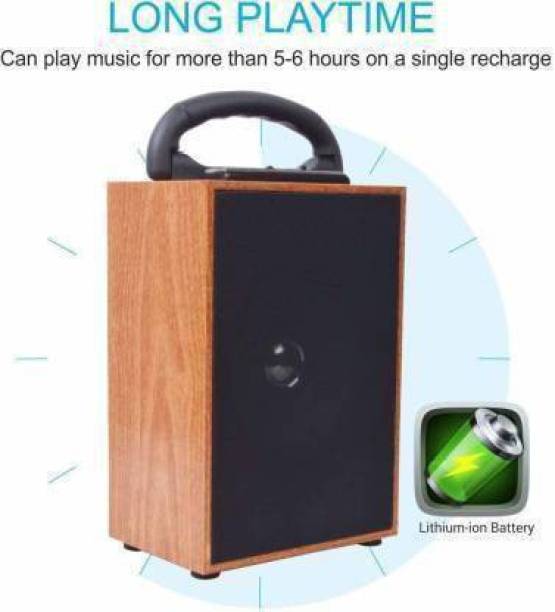 LONG PLAYTIME
Can play music for more than 5-6 hours on a single recharge
Lithium-ion Battery